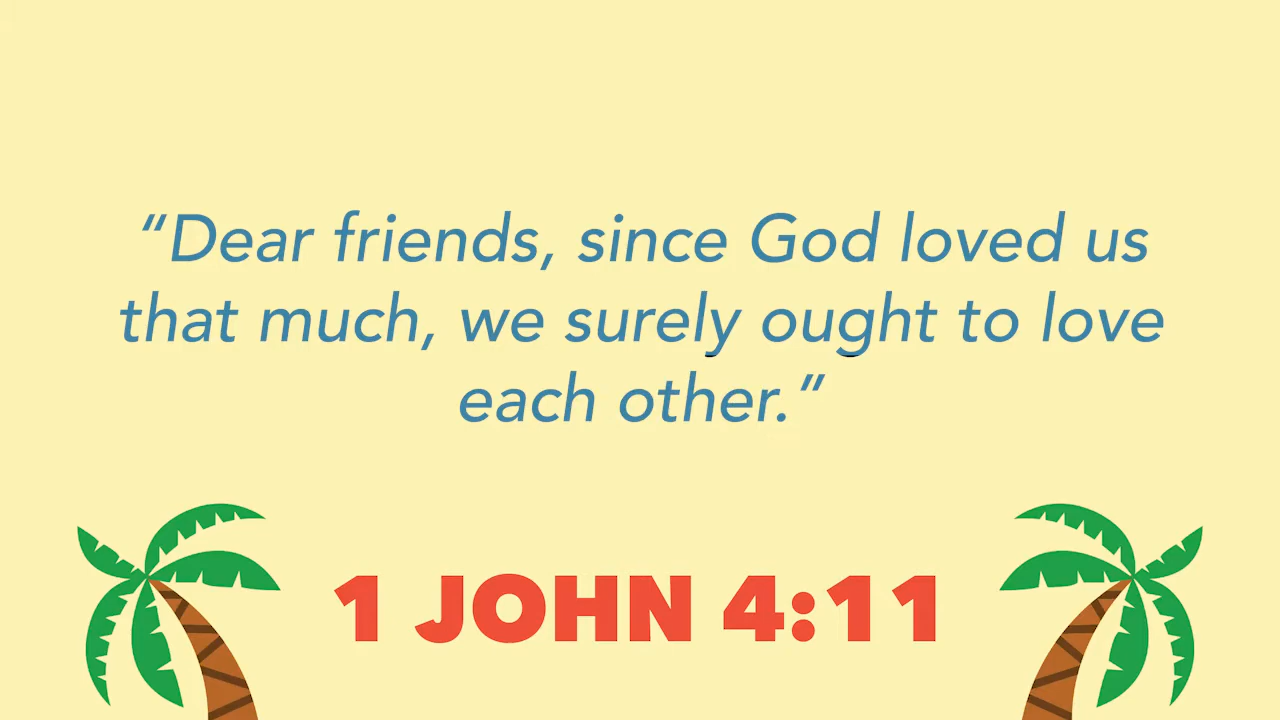 “Dear friends, since God loved us
that much, we surely ought to love
each other.”
1 JOHN 4:11